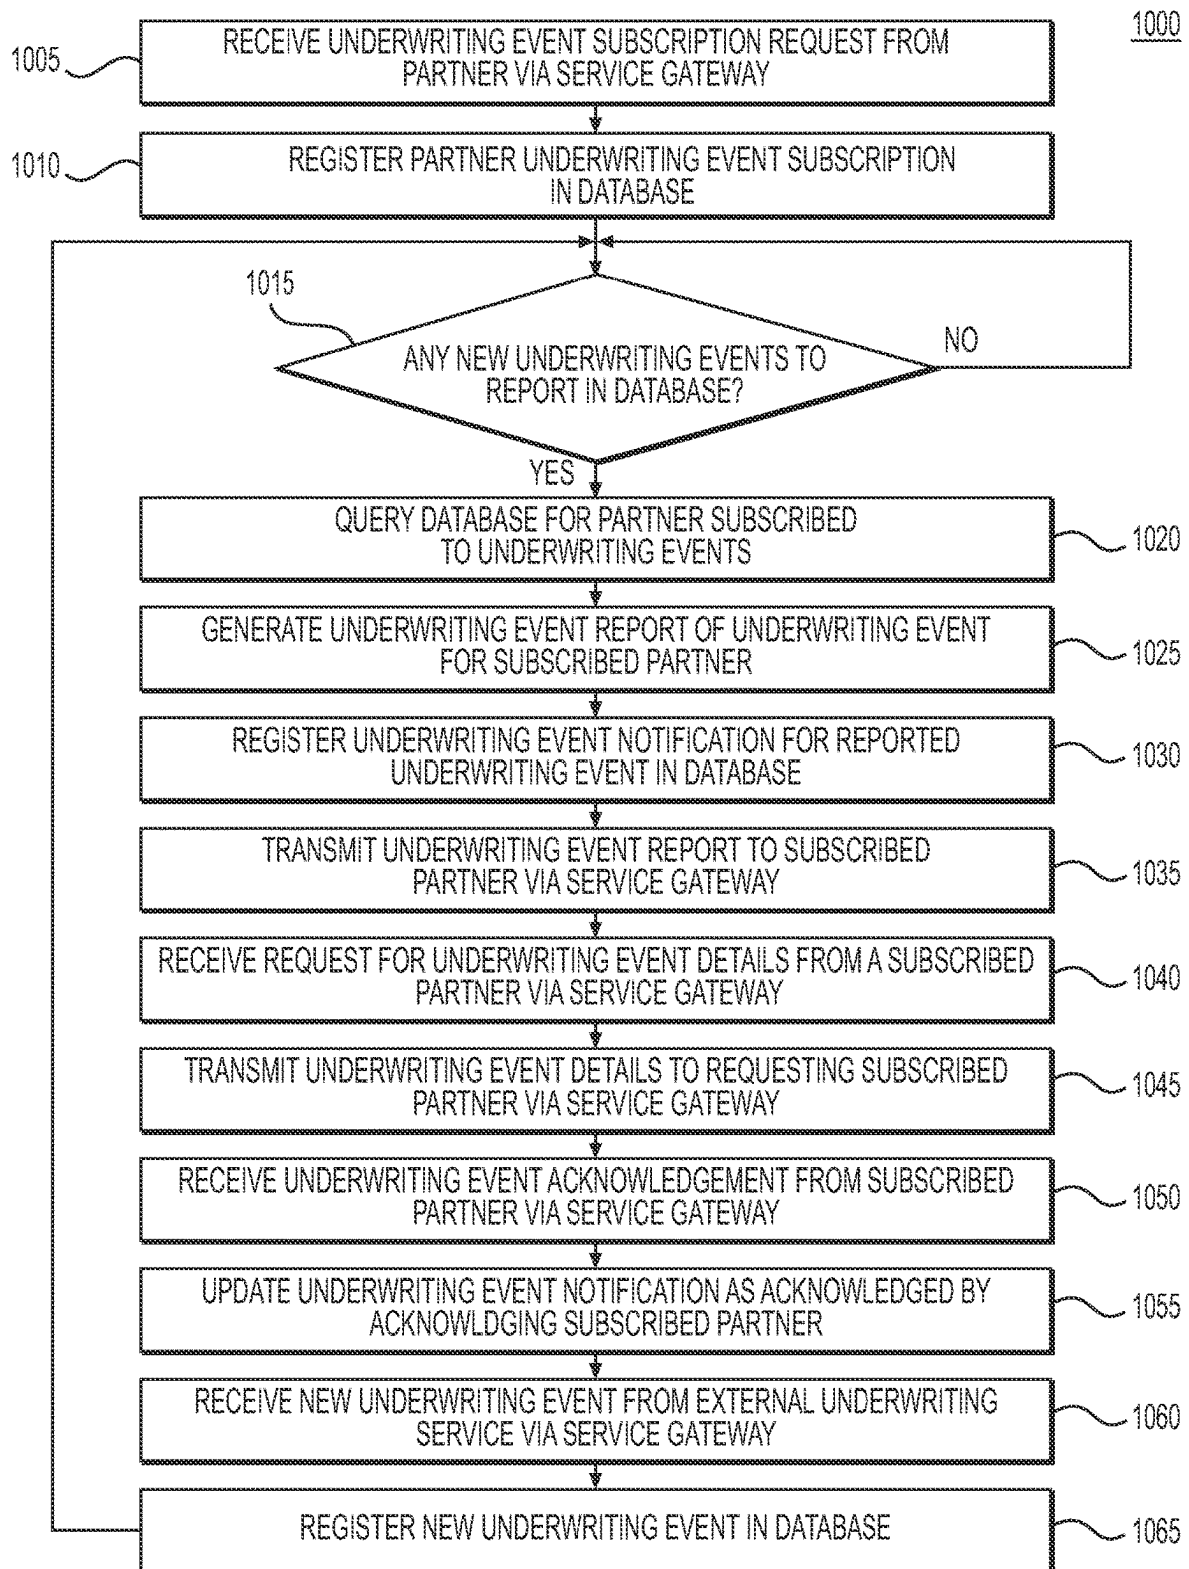 1000
1005
RECEIVE UNDERWRITING EVENT SUBSCRIPTION REQUEST FROM
PARTNER VIA SERVICE GATEWAY
1010
REGISTER PARTNER UNDERWRITING EVENT SUBSCRIPTION
IN DATABASE
1015
ANY NEW UNDERWRITING EVENTS TO
REPORT IN DATABASE?
NO
YES
QUERY DATABASE FOR PARTNER SUBSCRIBED
TO UNDERWRITING EVENTS
1020
GENERATE UNDERWRITING EVENT REPORT OF UNDERWRITING EVENT
FOR SUBSCRIBED PARTNER
1025
REGISTER UNDERWRITING EVENT NOTIFICATION FOR REPORTED
UNDERWRITING EVENT IN DATABASE
1030
TRANSMIT UNDERWRITING EVENT REPORT TO SUBSCRIBED
PARTNER VIA SERVICE GATEWAY
1035
RECEIVE REQUEST FOR UNDERWRITING EVENT DETAILS FROM A SUBSCRIBED
PARTNER VIA SERVICE GATEWAY
1040
TRANSMIT UNDERWRITING EVENT DETAILS TO REQUESTING SUBSCRIBED
PARTNER VIA SERVICE GATEWAY
1045
RECEIVE UNDERWRITING EVENT ACKNOWLEDGEMENT FROM SUBSCRIBED
PARTNER VIA SERVICE GATEWAY
1050
UPDATE UNDERWRITING EVENT NOTIFICATION AS ACKNOWLEDGED BY
ACKNOWLDGING SUBSCRIBED PARTNER
1055
RECEIVE NEW UNDERWRITING EVENT FROM EXTERNAL UNDERWRITING
SERVICE VIA SERVICE GATEWAY
1060
REGISTER NEW UNDERWRITING EVENT IN DATABASE
1065